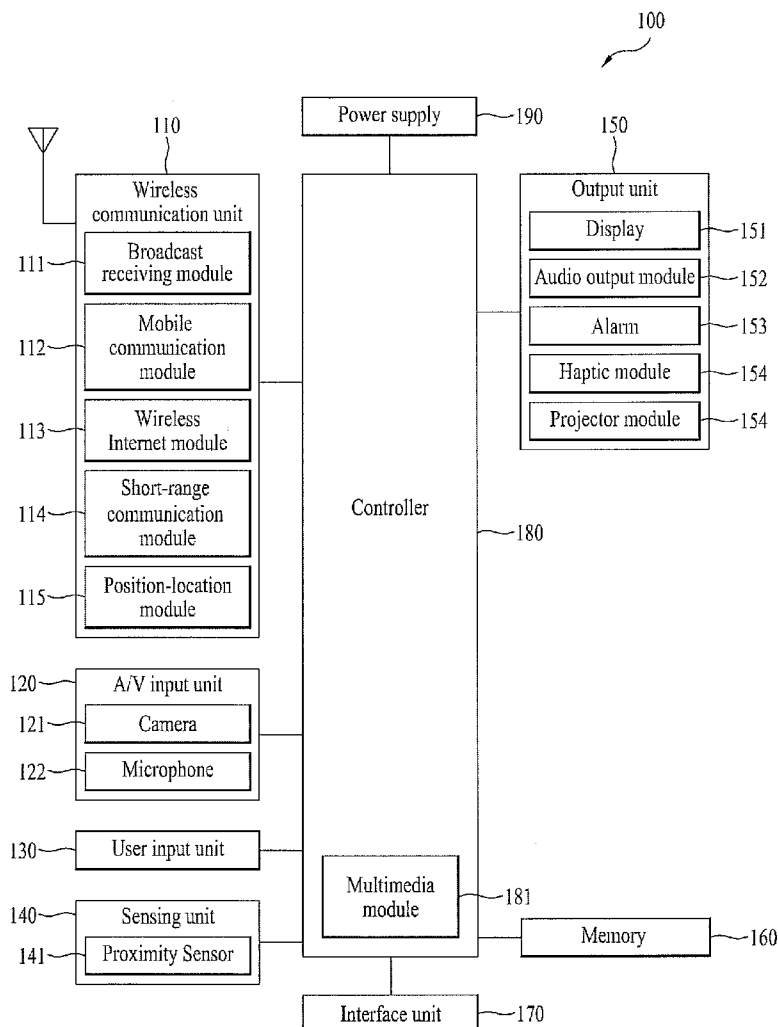 100
Power supply
190
110
Wireless
communication unit
111
Broadcast
receiving module
112
Mobile
communication
module
113
Wireless
Internet module
114
Short-range
communication
module
115
Position-location
module
120
A/V input unit
121
Camera
122
Microphone
130
User input unit
140
Sensing unit
141
Proximity Sensor
Controller
180
Multimedia
module
181
150
Output unit
Display
151
Audio output module
152
Alarm
153
Haptic module
154
Projector module
154
Memory
160
Interface unit
170